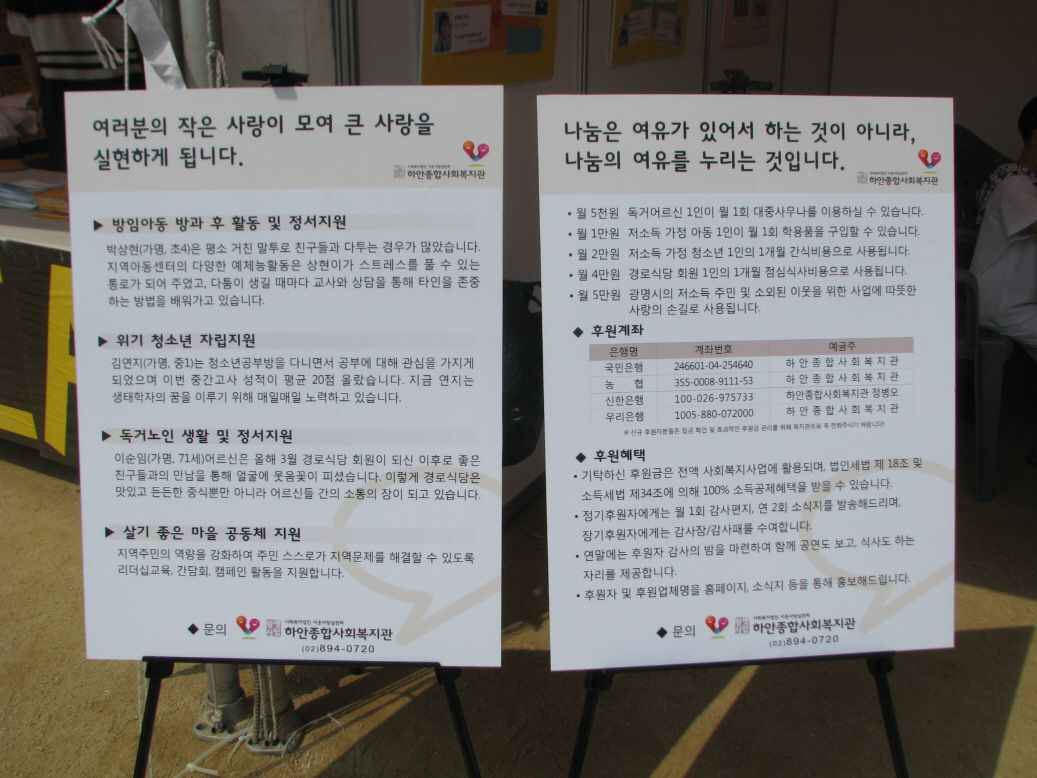 여러분의 작은 사랑이 모여 큰 사랑을
실현하게 됩니다.
하안종합사회복지관
▶ 방임아동 방과 후 활동 및 정서지원
박상현(가명, 초4)은 평소 거친 말투로 친구들과 다투는 경우가 많았습니다.
지역아동센터의 다양한 예체능활동은 상현이가 스트레스를 풀 수 있는
통로가 되어 주었고, 다툼이 생길 때마다 교사와 상담을 통해 타인을 존중
하는 방법을 배워가고 있습니다.
▶ 위기 청소년 자립지원
김연지(가명, 중1)는 청소년공부방을 다니면서 공부에 대해 관심을 가지게
되었으며 이번 중간고사 성적이 평균 20점 올랐습니다. 지금 연지는
생태학자의 꿈을 이루기 위해 매일매일 노력하고 있습니다.
▶ 독거노인 생활 및 정서지원
이순임(가명, 71세)어르신은 올해 3월 경로식당 회원이 되신 이후로 좋은
친구들과의 만남을 통해 얼굴에 웃음꽃이 피셨습니다. 이렇게 경로식당은
맛있고 든든한 중식뿐만 아니라 어르신들 간의 소통의 장이 되고 있습니다.
▶ 살기 좋은 마을 공동체 지원
지역주민의 역량을 강화하여 주민 스스로가 지역문제를 해결할 수 있도록
리더십교육, 간담회, 캠페인 활동을 지원합니다.
◆ 문의 하안종합사회복지관
(02)894-0720
나눔은 여유가 있어서 하는 것이 아니라,
나눔의 여유를 누리는 것입니다.
하안종합사회복지관
• 월 5천원 독거어르신 1인이 월 1회 대중사우나를 이용하실 수 있습니다.
• 월 1만원 저소득 가정 아동 1인이 월 1회 학용품을 구입할 수 있습니다.
• 월 2만원 저소득 가정 청소년 1인의 1개월 간식비용으로 사용됩니다.
• 월 4만원 경로식당 회원 1인의 1개월 점심식사비용으로 사용됩니다.
• 월 5만원 광명시의 저소득 주민 및 소외된 이웃을 위한 사업에 따뜻한
사랑의 손길로 사용됩니다.
◆ 후원계좌
은행명 계좌번호 예금주
국민은행 246601-04-254640 하안종합사회복지관
농 협 355-0008-9111-53 하안종합사회복지관
신한은행 100-026-975733 하안종합사회복지관 정병오
우리은행 1005-880-072000 하안종합사회복지관
※ 신규 후원자분들은 입금 확인 및 효과적인 후원금 관리를 위해 복지관으로 꼭 전화주시기 바랍니다!
◆ 후원혜택
• 기탁하신 후원금은 전액 사회복지사업에 활용되며, 법인세법 제 18조 및
소득세법 제34조에 의해 100% 소득공제혜택을 받을 수 있습니다.
• 정기후원자에게는 월 1회 감사편지, 연 2회 소식지를 발송해드리며,
장기후원자에게는 감사장/감사패를 수여합니다.
• 연말에는 후원자 감사의 밤을 마련하여 함께 공연도 보고, 식사도 하는
자리를 제공합니다.
• 후원자 및 후원업체명을 홈페이지, 소식지 등을 통해 홍보해드립니다.
◆ 문의 하안종합사회복지관
(02)894-0720